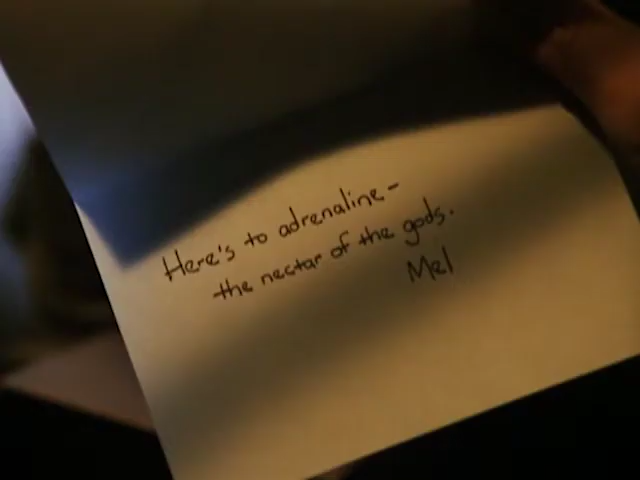 Here's to adrenaline-
the nectar of the gods.
Mel